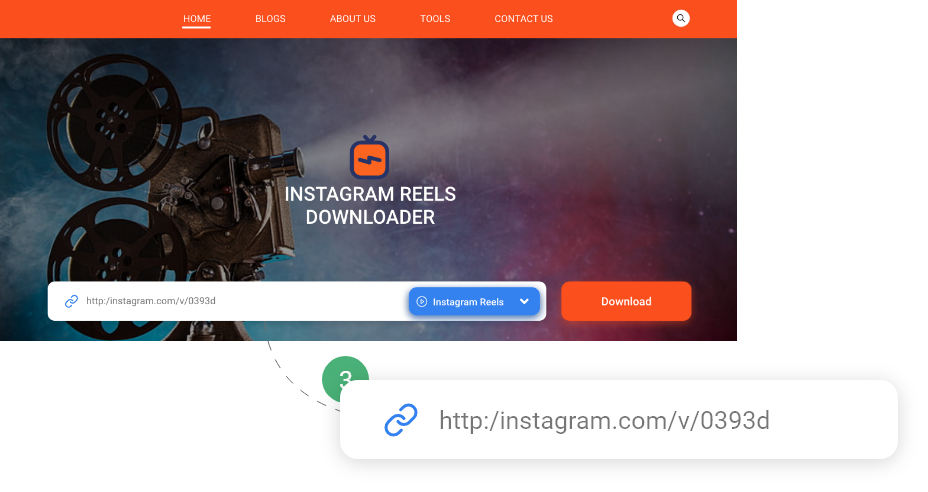 HOME BLOGS ABOUT US TOOLS CONTACT US
INSTAGRAM REELS
DOWNLOADER
http:/instagram.com/v/0393d Instagram Reels Download
3
http:/instagram.com/v/0393d